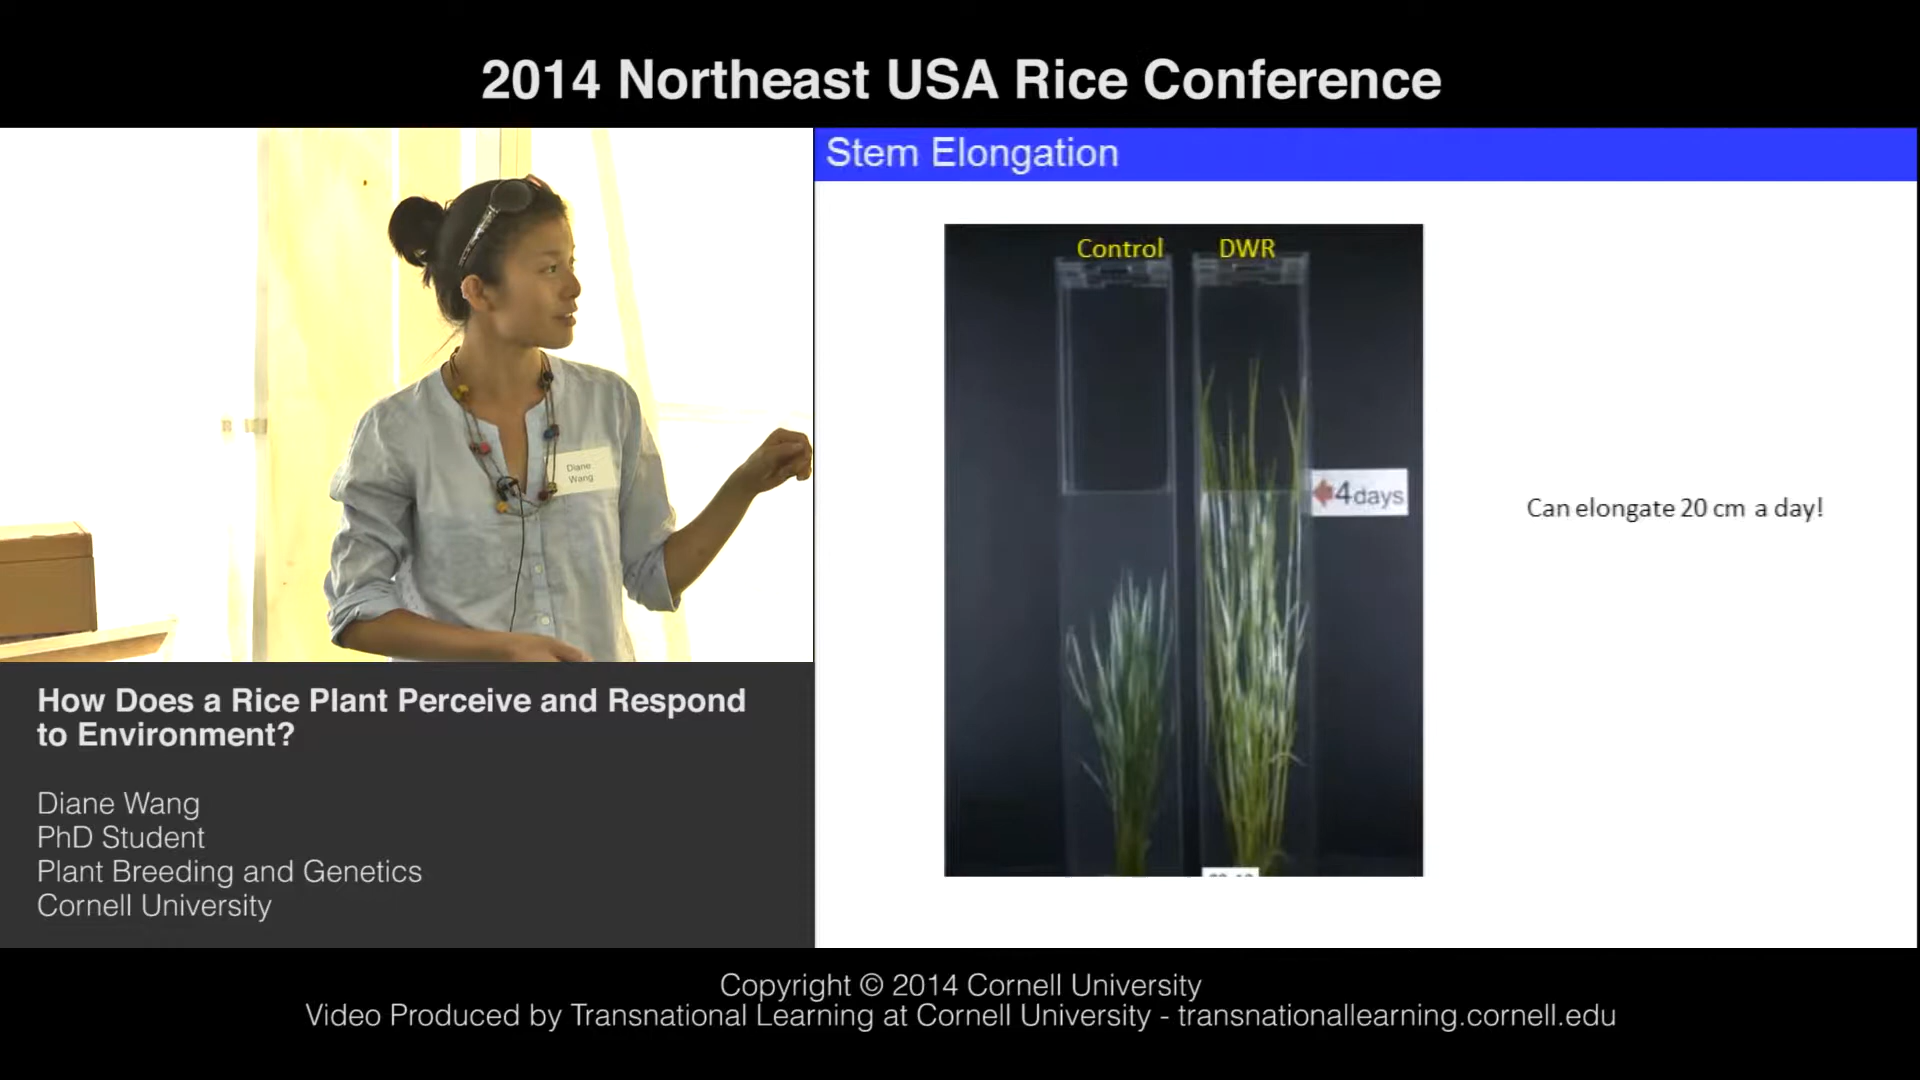 2014 Northeast USA Rice Conference
Diane
Wang
Stem Elongation
Control
DWR
4days
Can elongate 20 cm a day!
How Does a Rice Plant Perceive and Respond
to Environment?
Diane Wang
PhD Student
Plant Breeding and Genetics
Cornell University
Copyright © 2014 Cornell University
Video Produced by Transnational Learning at Cornell University - transnationallearning.cornell.edu